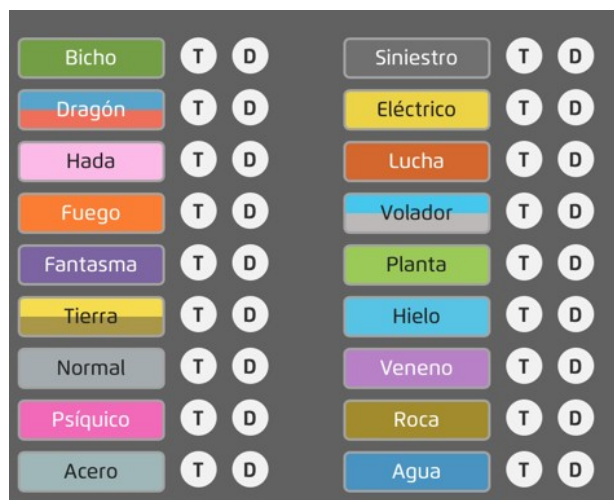 Bicho T D Siniestro T D
Dragón T D Eléctrico T D
Hada T D Lucha T D
Fuego T D Volador T D
Fantasma T D Planta T D
Tierra T D Hielo T D
Normal T D Veneno T D
Psíquico T D Roca T D
Acero T D Agua T D